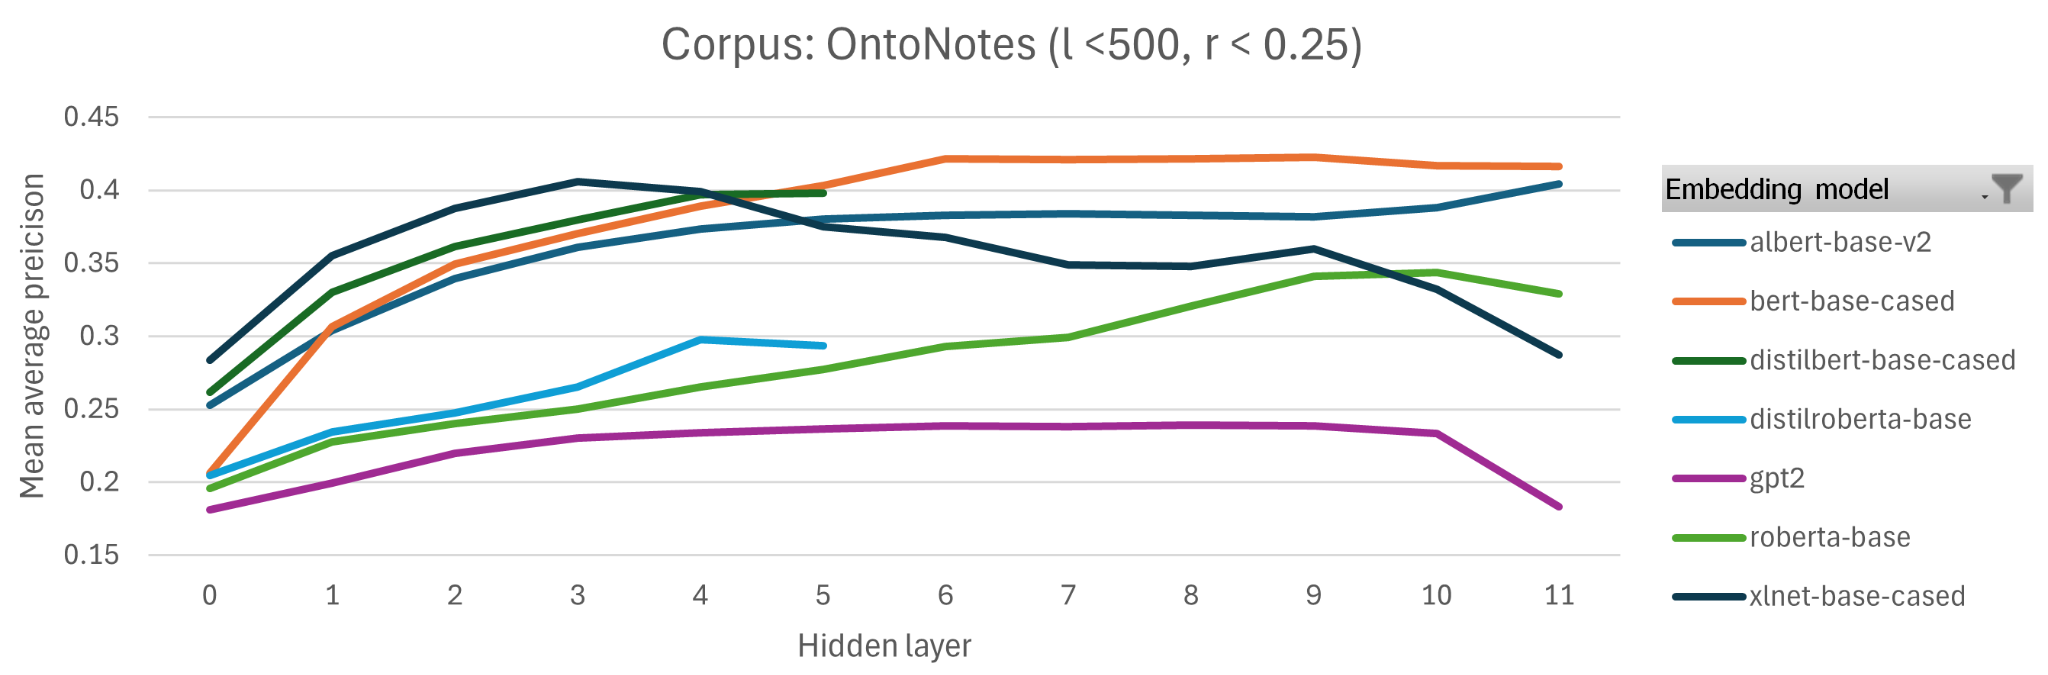 Corpus: OntoNotes (l <500, r < 0.25)
0.45
0.4
0.35
0.3
0.25
0.2
0.15
Mean average preicison
0 1 2 3 4 5 6 7 8 9 10 11
Hidden layer
Embedding model
albert-base-v2
bert-base-cased
distilbert-base-cased
distilroberta-base
gpt2
roberta-base
xlnet-base-cased